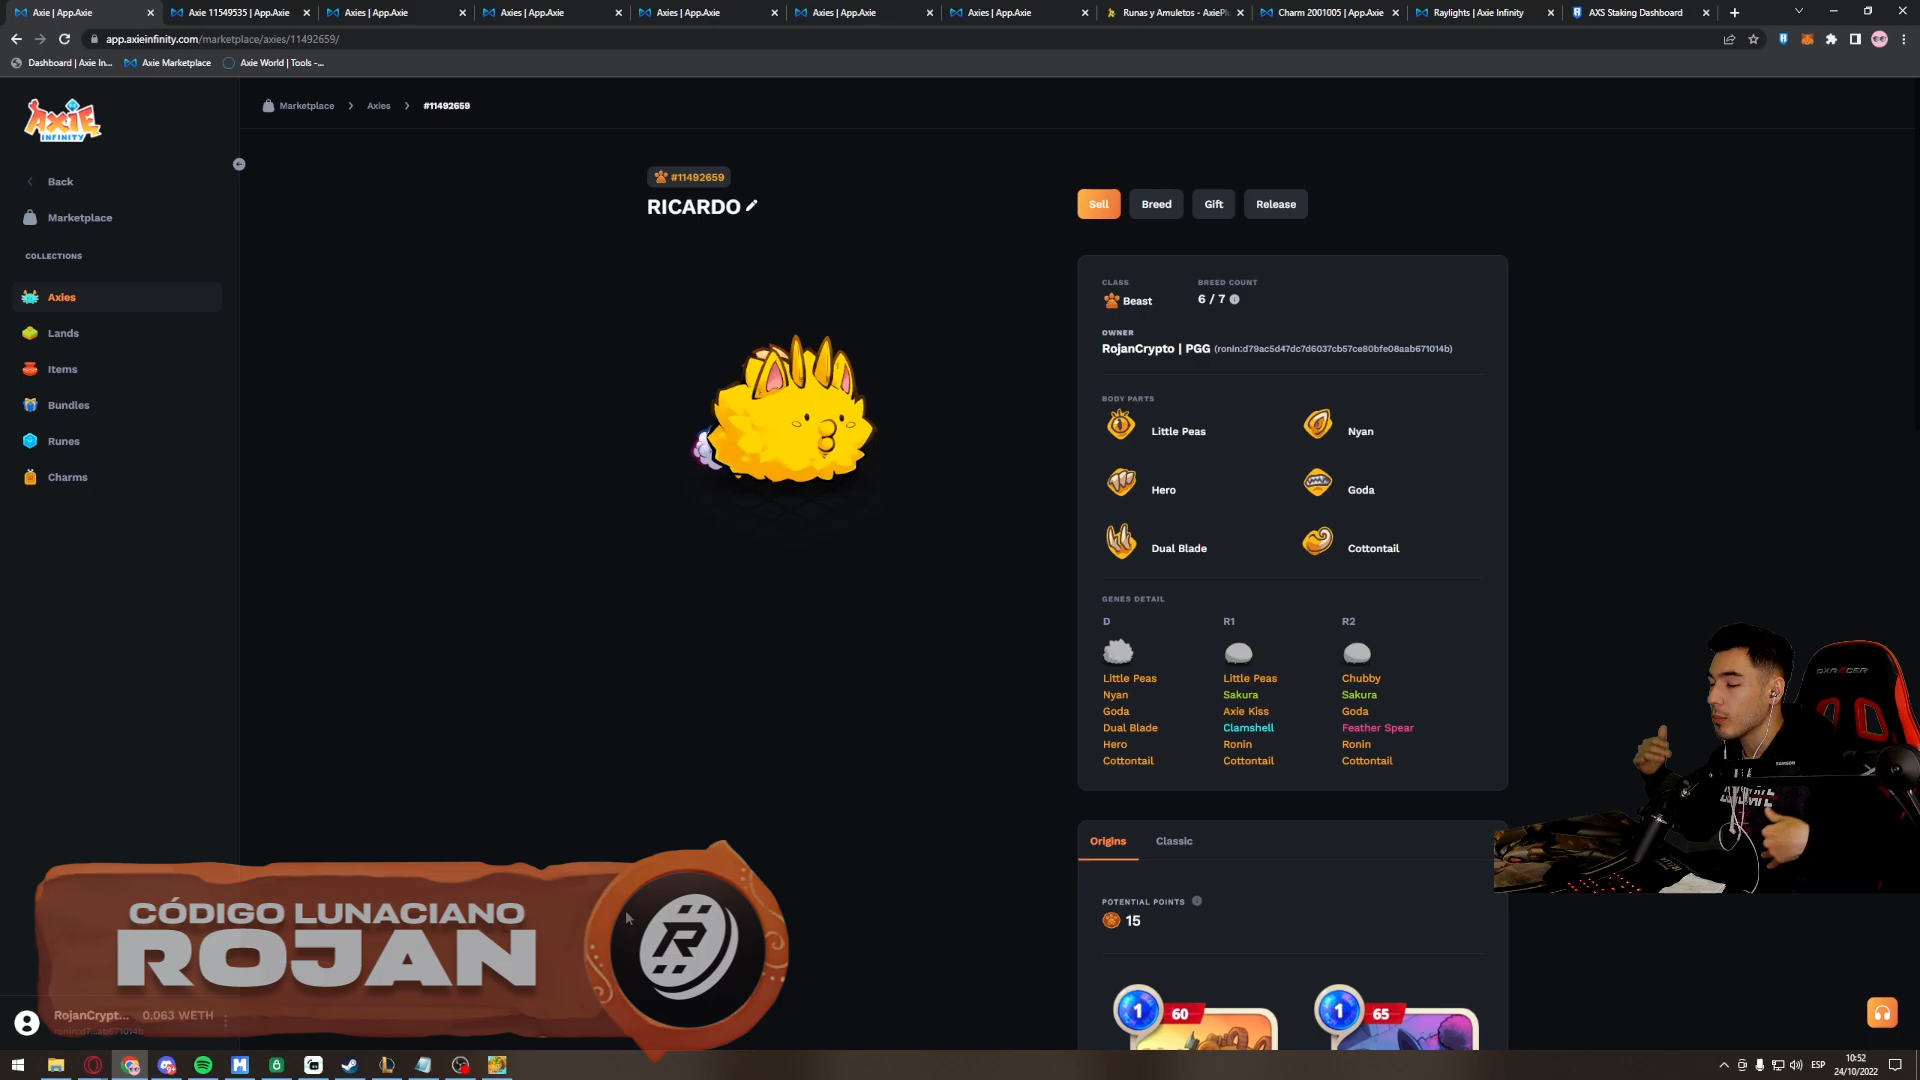 Axie | App.Axie
Axie 11549535 | App.Axie
Axies | App.Axie
Axies | App.Axie
Axies | App.Axie
Axies | App.Axie
Axies | App.Axie
Runas y Amuletos - AxiePl
Charm 2001005 | App.Axie
Raylights | Axie Infinity
AXS Staking Dashboard
app.axieinfinity.com/marketplace/axies/11492659/
Dashboard | Axie In...
Axie Marketplace
Axie World | Tools -...
AXIE
INFINITY
Back
Marketplace
COLLECTIONS
Axies
Lands
Items
Bundles
Runes
Charms
Marketplace > Axies > #11492659
#11492659
RICARDO
Sell
Breed
Gift
Release
CLASS
Beast
BREED COUNT
6 / 7
OWNER
RojanCrypto | PGG (ronin:d79ac5d47dc7d6037cb57ce80bfe08aab671014b)
BODY PARTS
Little Peas
Nyan
Hero
Goda
Dual Blade
Cottontail
GENES DETAIL
D R1 R2
Little Peas Little Peas Chubby
Nyan Sakura Sakura
Goda Axie Kiss Goda
Dual Blade Clamshell Feather Spear
Hero Ronin Ronin
Cottontail Cottontail Cottontail
Origins
Classic
POTENTIAL POINTS
15
1 60
1 65
DXRACER
CÓDIGO LUNACIANO
ROJAN
R
RojanCrypt... 0.063 WETH
ESP
10:52
24/10/2022